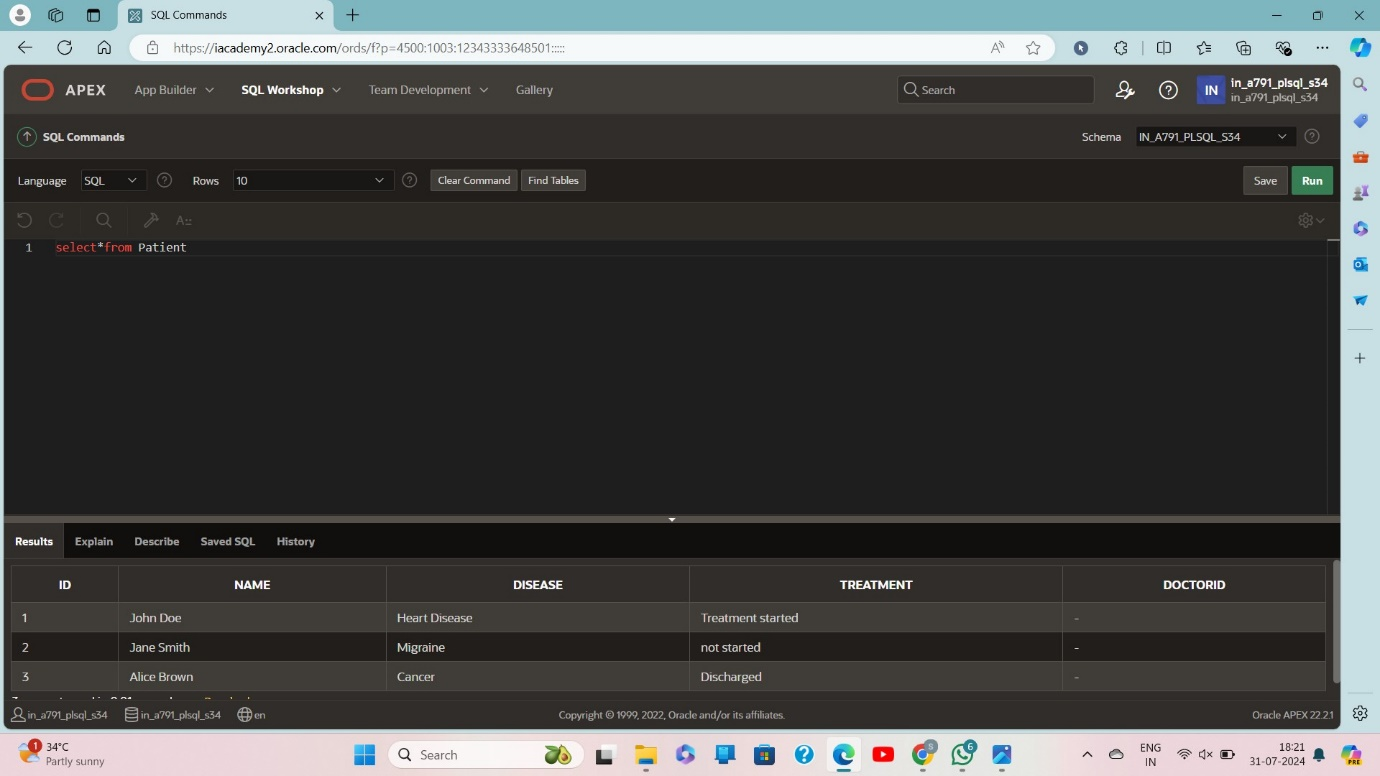 SQL Commands
https://iacademy2.oracle.com/ords/f?p=4500:1003:12343333648501:::::
APEX App Builder SQL Workshop Team Development Gallery Search IN in_a791_plsql_s34
in_a791_plsql_s34
SQL Commands Schema IN_A791_PLSQL_S34
Language SQL Rows 10 Clear Command Find Tables Save Run
1 select*from Patient
Results Explain Describe Saved SQL History
ID NAME DISEASE TREATMENT DOCTORID
1 John Doe Heart Disease Treatment started -
2 Jane Smith Migraine not started -
3 Alice Brown Cancer Discharged -
in_a791_plsql_s34 in_a791_plsql_s34 en Copyright © 1999, 2022, Oracle and/or its affiliates. Oracle APEX 22.2.1
1 34°C
Partly sunny
Search
S 6
ENG
IN
18:21
31-07-2024
PRE